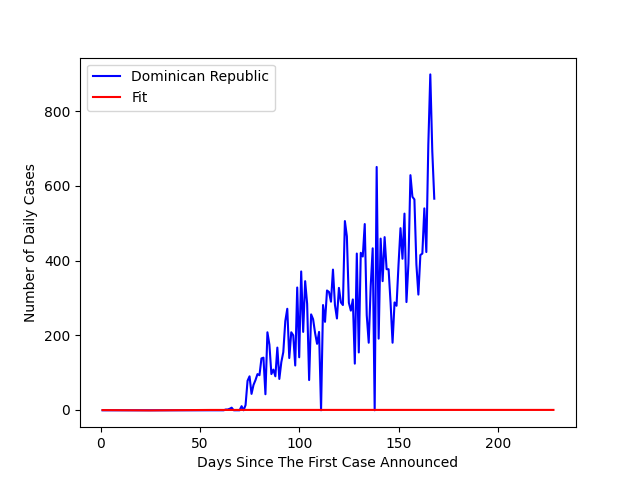 Dominican Republic
Fit
800
600
400
200
0
0 50 100 150 200
Number of Daily Cases
Days Since The First Case Announced